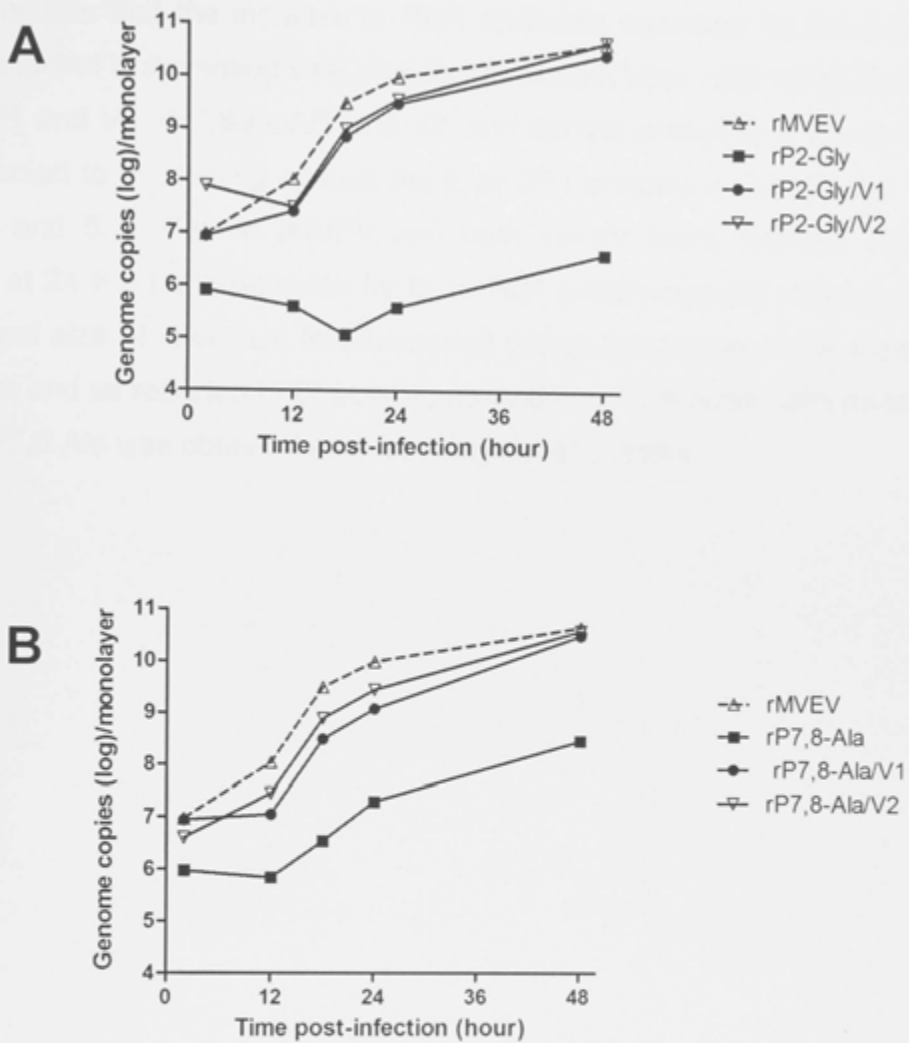 A
Genome copies (log)/monolayer
11
10
9
8
7
6
5
4
0
12
24
36
48
Time post-infection (hour)
rMVEV
rP2-Gly
rP2-Gly/V1
rP2-Gly/V2
B
Genome copies (log)/monolayer
11
10
9
8
7
6
5
4
0
12
24
36
48
Time post-infection (hour)
rMVEV
rP7,8-Ala
rP7,8-Ala/V1
rP7,8-Ala/V2